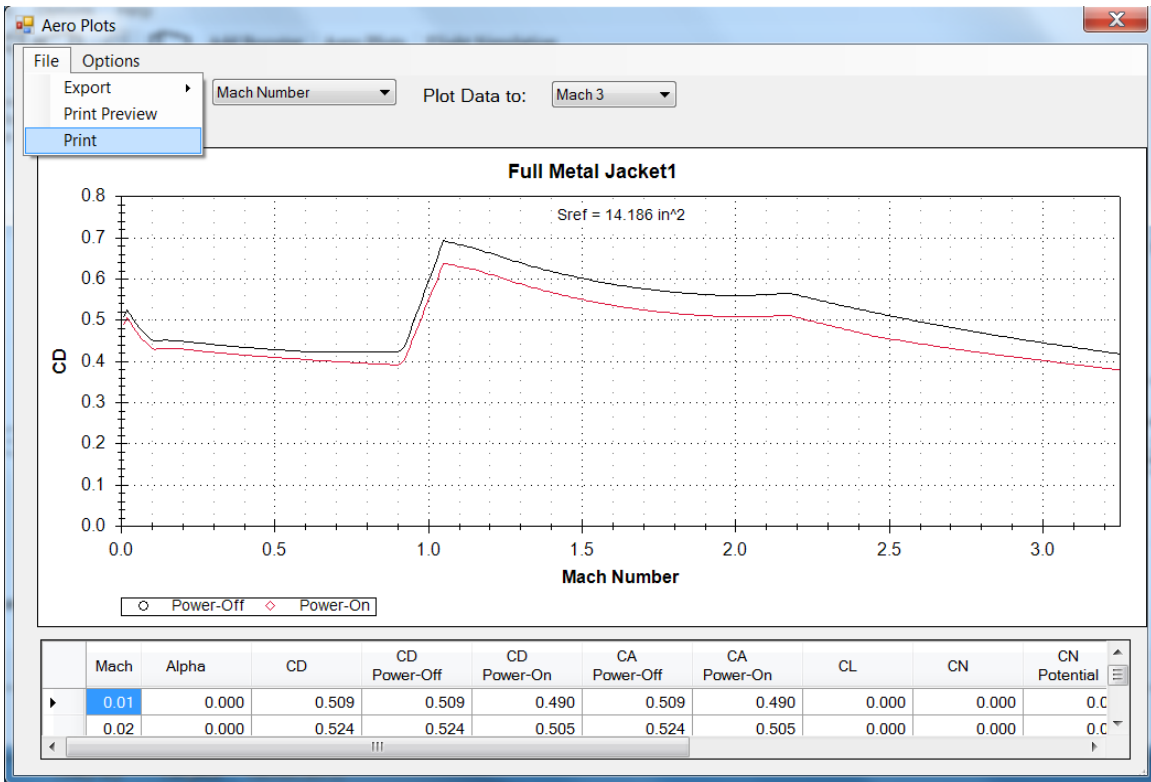 Aero Plots
X
File Options
Export
Mach Number Plot Data to: Mach 3
Print Preview
Print
Full Metal Jacket1
Sref = 14.186 in^2
0.8
0.7
0.6
0.5
0.4
0.3
0.2
0.1
0.0
CD
0.0 0.5 1.0 1.5 2.0 2.5 3.0
Mach Number
Power-Off Power-On
Mach Alpha CD CD Power-Off CD Power-On CA Power-Off CA Power-On CL CN CN Potential
0.01 0.000 0.509 0.509 0.490 0.509 0.490 0.000 0.000 0.0
0.02 0.000 0.524 0.524 0.505 0.524 0.505 0.000 0.000 0.0